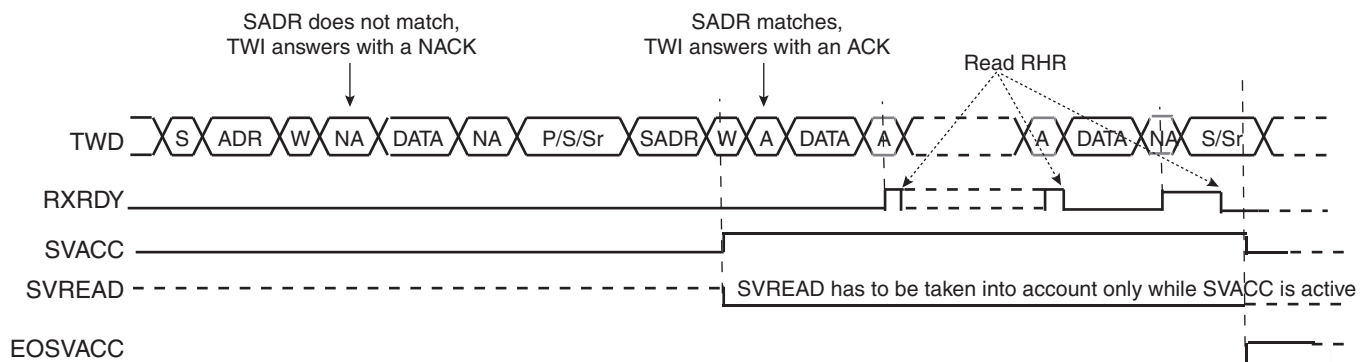 SADR does not match,
TWI answers with a NACK
SADR matches,
TWI answers with an ACK
Read RHR
TWD S ADR W NA DATA NA P/S/Sr SADR W A DATA A A DATA NA S/Sr
RXRDY
SVACC
SVREAD SVREAD has to be taken into account only while SVACC is active
EOSVACC